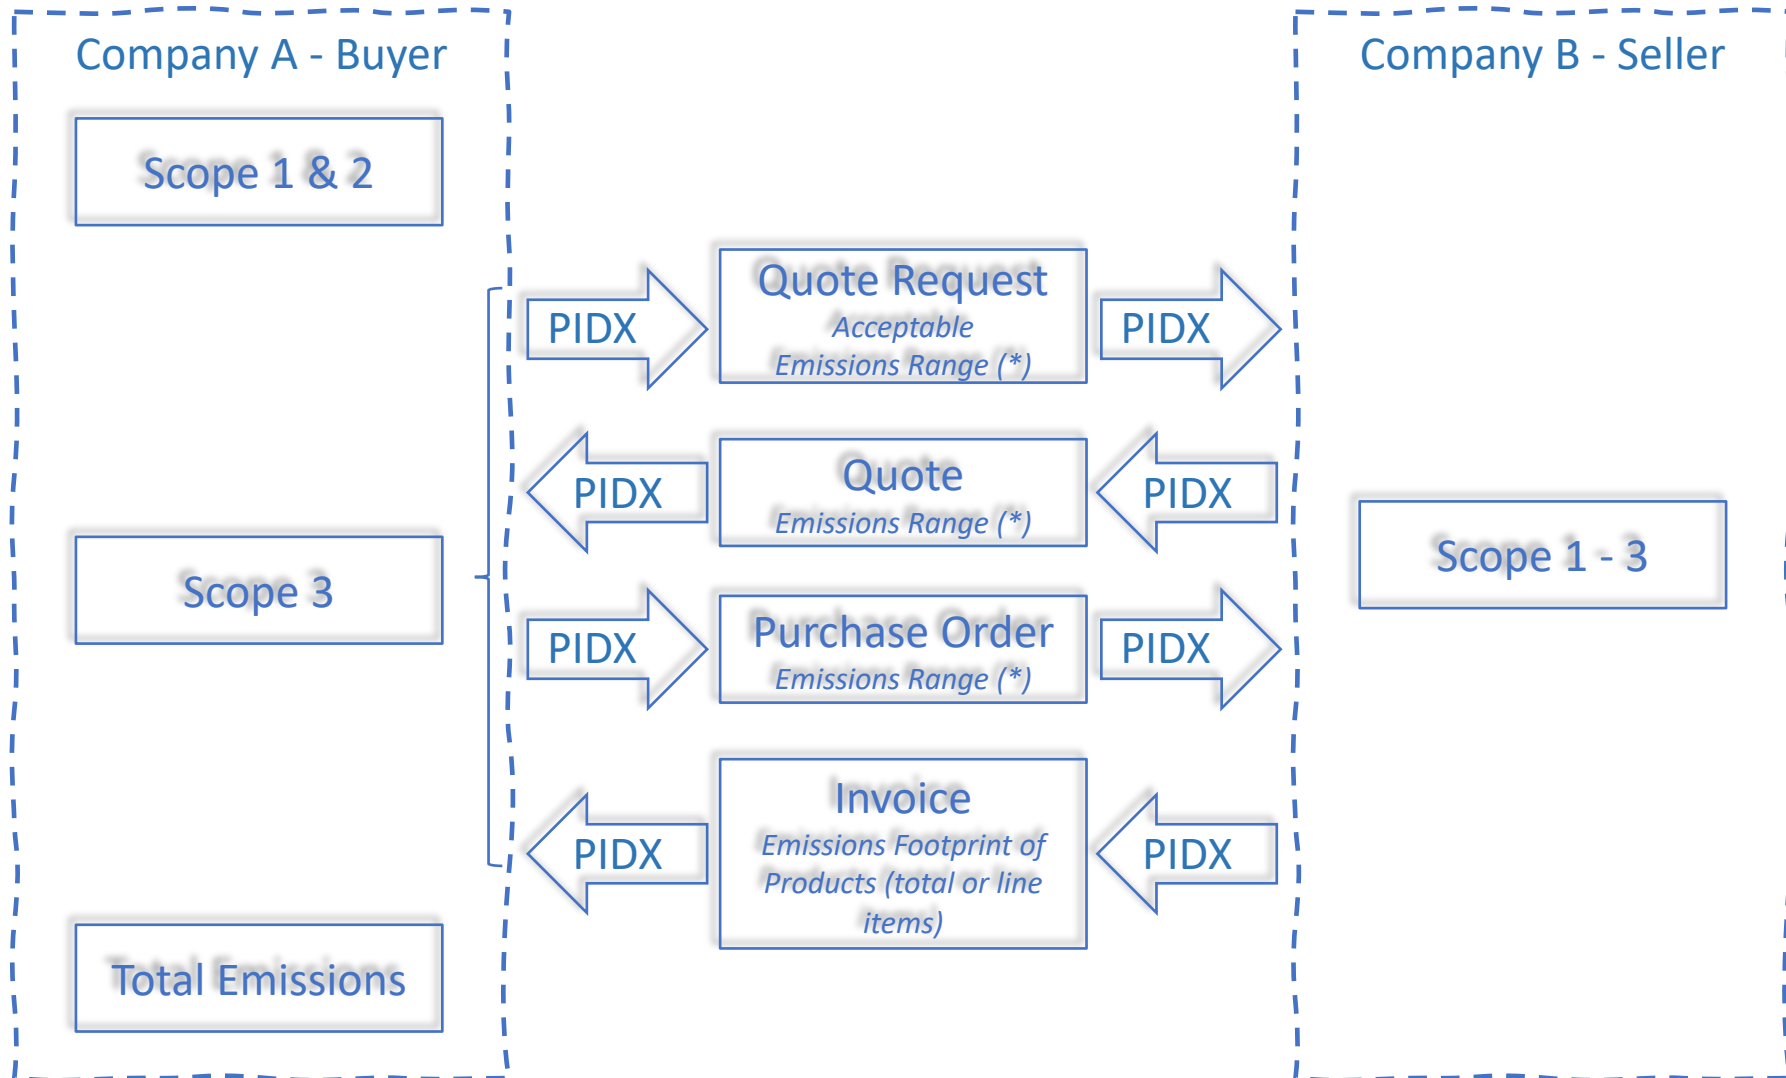 Company A - Buyer
Company B - Seller
Scope 1 & 2
PIDX
Quote Request
Acceptable
Emissions Range (*)
PIDX
PIDX
Quote
Emissions Range (*)
PIDX
Scope 3
Scope 1 - 3
PIDX
Purchase Order
Emissions Range (*)
PIDX
PIDX
Invoice
Emissions Footprint of
Products (total or line
items)
PIDX
Total Emissions